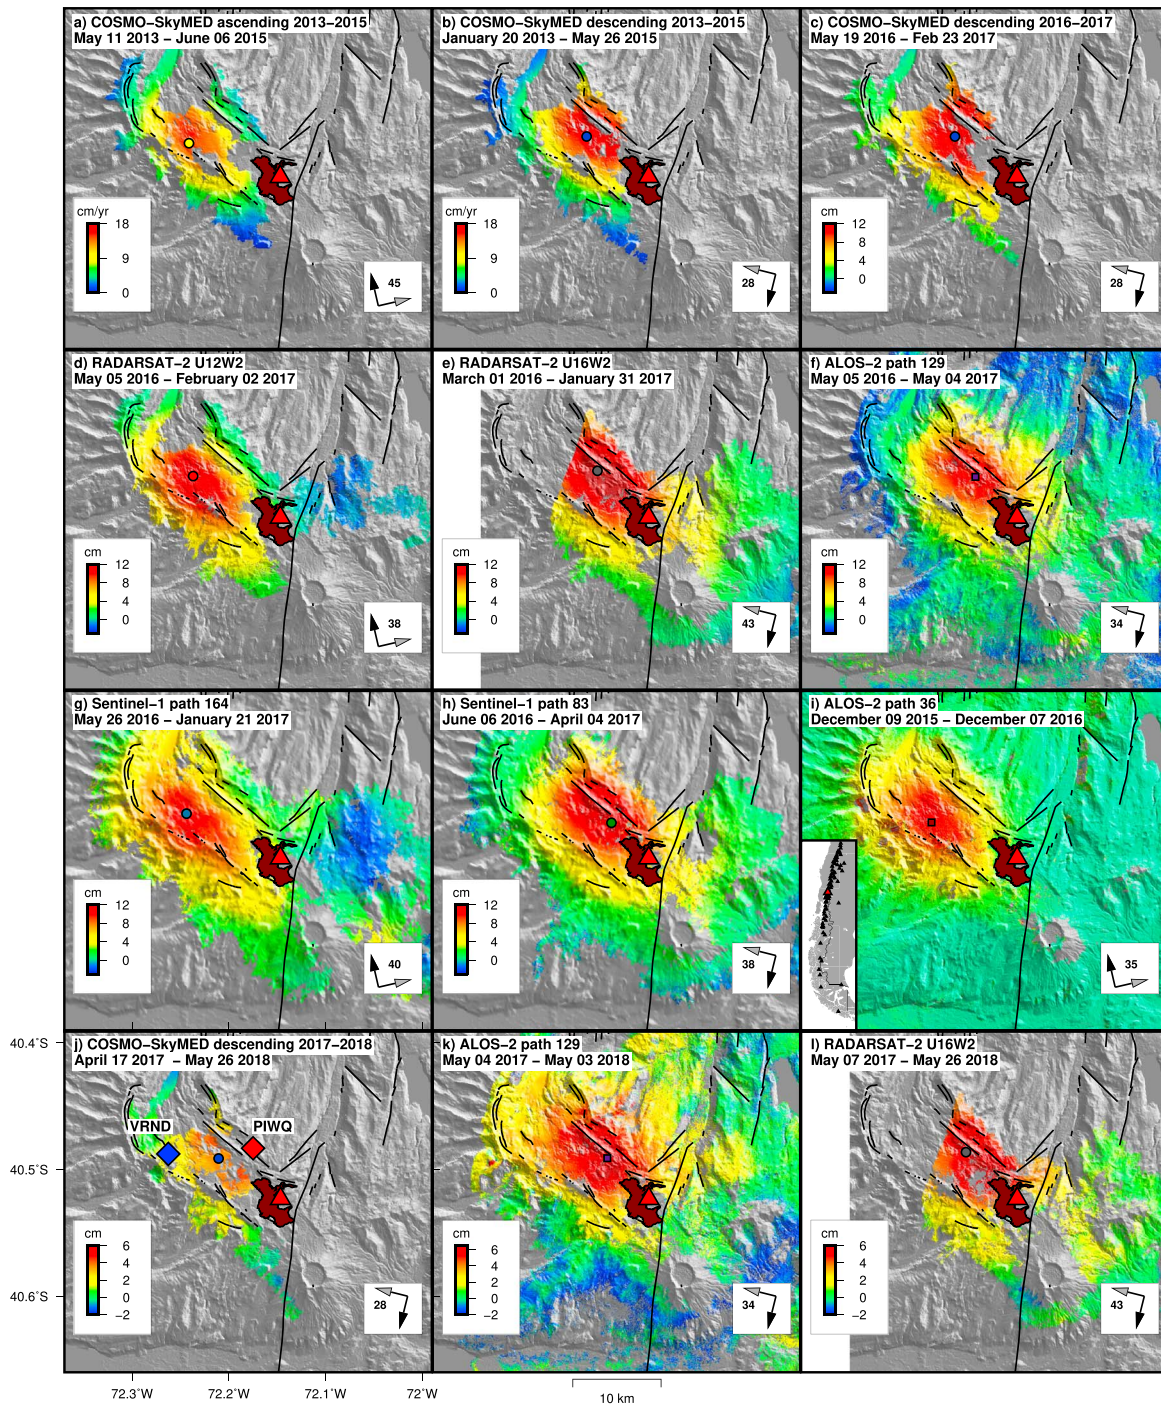 a) COSMO−SkyMED ascending 2013−2015
May 11 2013 − June 06 2015
cm/yr
18
9
0
45
b) COSMO−SkyMED descending 2013−2015
January 20 2013 − May 26 2015
cm/yr
18
9
0
28
c) COSMO−SkyMED descending 2016−2017
May 19 2016 − Feb 23 2017
cm
12
8
4
0
28
d) RADARSAT−2 U12W2
May 05 2016 − February 02 2017
cm
12
8
4
0
38
e) RADARSAT−2 U16W2
March 01 2016 − January 31 2017
cm
12
8
4
0
43
f) ALOS−2 path 129
May 05 2016 − May 04 2017
cm
12
8
4
0
34
g) Sentinel−1 path 164
May 26 2016 − January 21 2017
cm
12
8
4
0
40
h) Sentinel−1 path 83
June 06 2016 − April 04 2017
cm
12
8
4
0
38
i) ALOS−2 path 36
December 09 2015 − December 07 2016
35
j) COSMO−SkyMED descending 2017−2018
April 17 2017 − May 26 2018
VRND
PIWQ
cm
6
4
2
0
−2
28
k) ALOS−2 path 129
May 04 2017 − May 03 2018
cm
6
4
2
0
−2
34
l) RADARSAT−2 U16W2
May 07 2017 − May 26 2018
cm
6
4
2
0
−2
43
40.4˚S
40.5˚S
40.6˚S
72.3˚W
72.2˚W
72.1˚W
72˚W
10 km